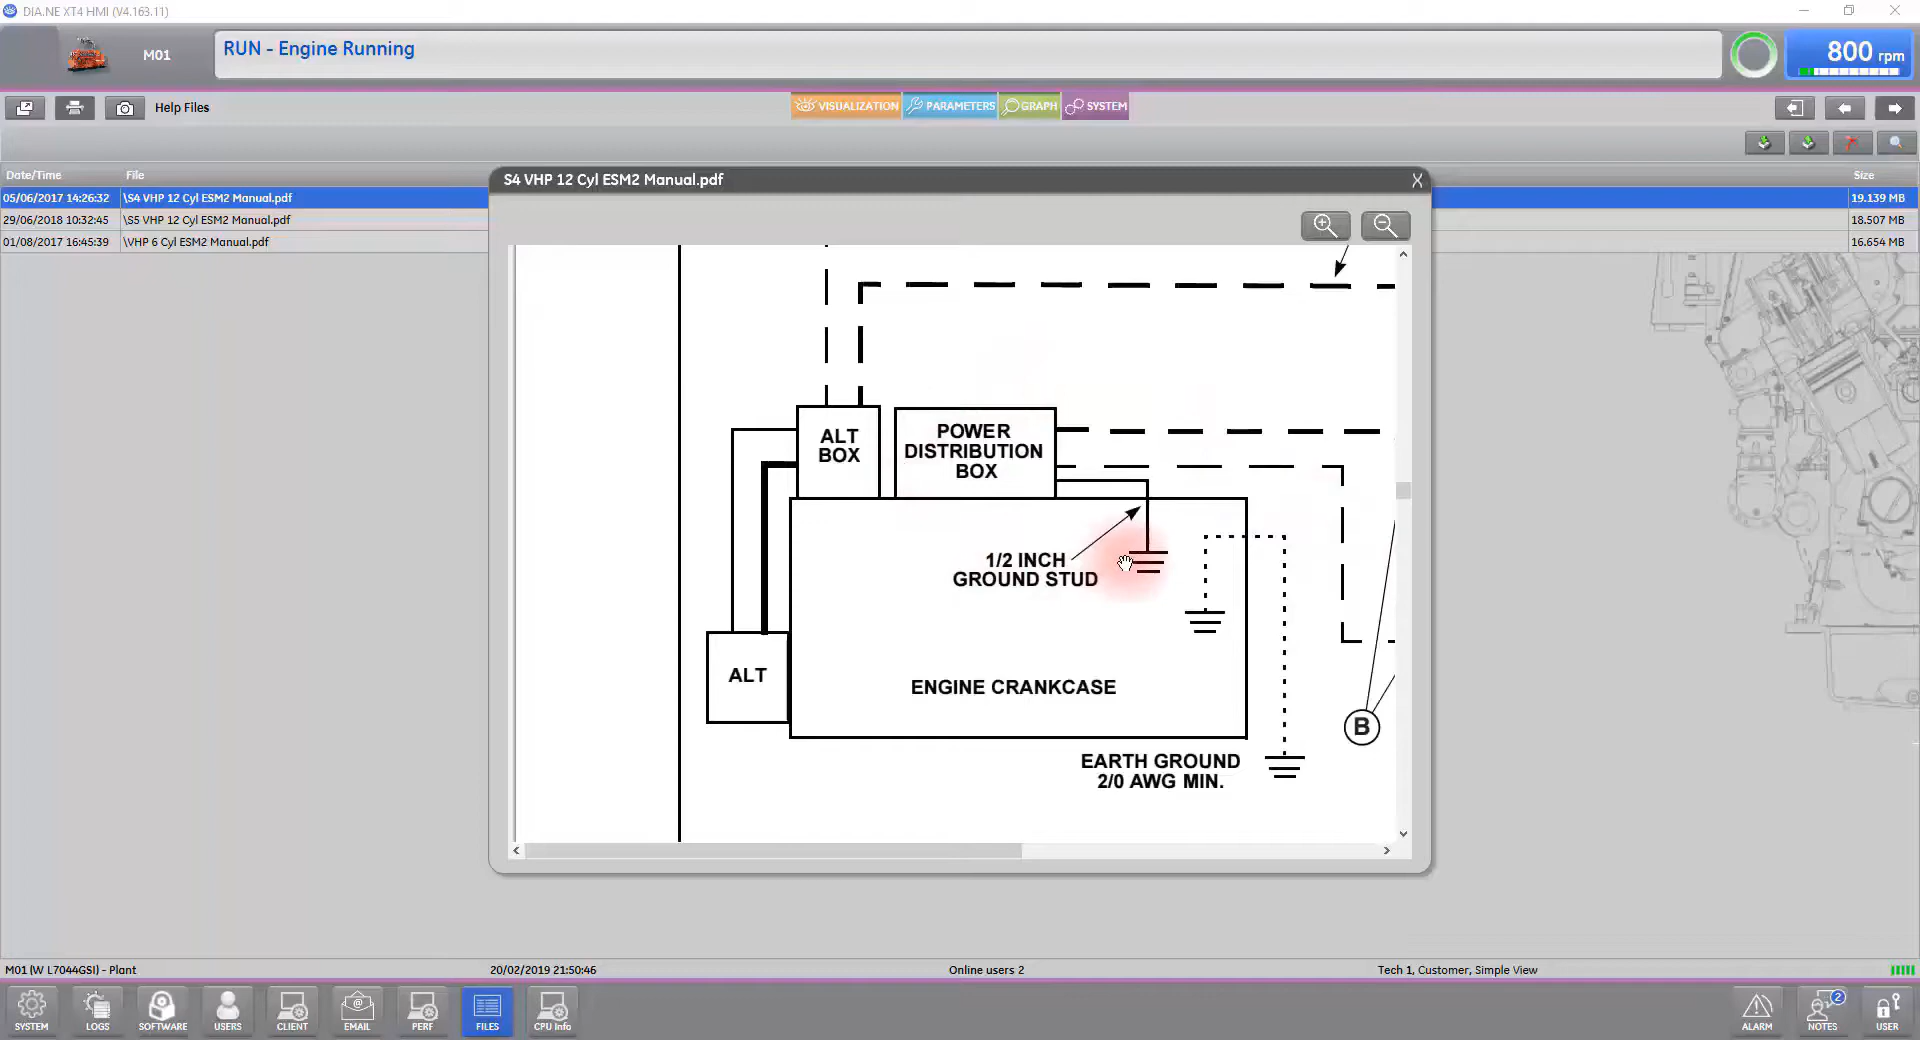 DIA.NE XT4 HMI (V4.163.11)
M01
RUN - Engine Running
800 rpm
Help Files
VISUALIZATION
PARAMETERS
GRAPH
SYSTEM
Date/Time
File
Size
05/06/2017 14:26:32
\S4 VHP 12 Cyl ESM2 Manual.pdf
19.139 MB
29/06/2018 10:32:45
\S5 VHP 12 Cyl ESM2 Manual.pdf
18.507 MB
01/08/2017 16:45:39
\VHP 6 Cyl ESM2 Manual.pdf
16.654 MB
S4 VHP 12 Cyl ESM2 Manual.pdf
X
ALT
BOX
POWER
DISTRIBUTION
BOX
1/2 INCH
GROUND STUD
ALT
ENGINE CRANKCASE
B
EARTH GROUND
2/0 AWG MIN.
M01 (W L7044GSI) - Plant
20/02/2019 21:50:46
Online users 2
Tech 1, Customer, Simple View
SYSTEM
LOGS
SOFTWARE
USERS
CLIENT
EMAIL
PERF
FILES
CPU Info
ALARM
2
NOTES
USER